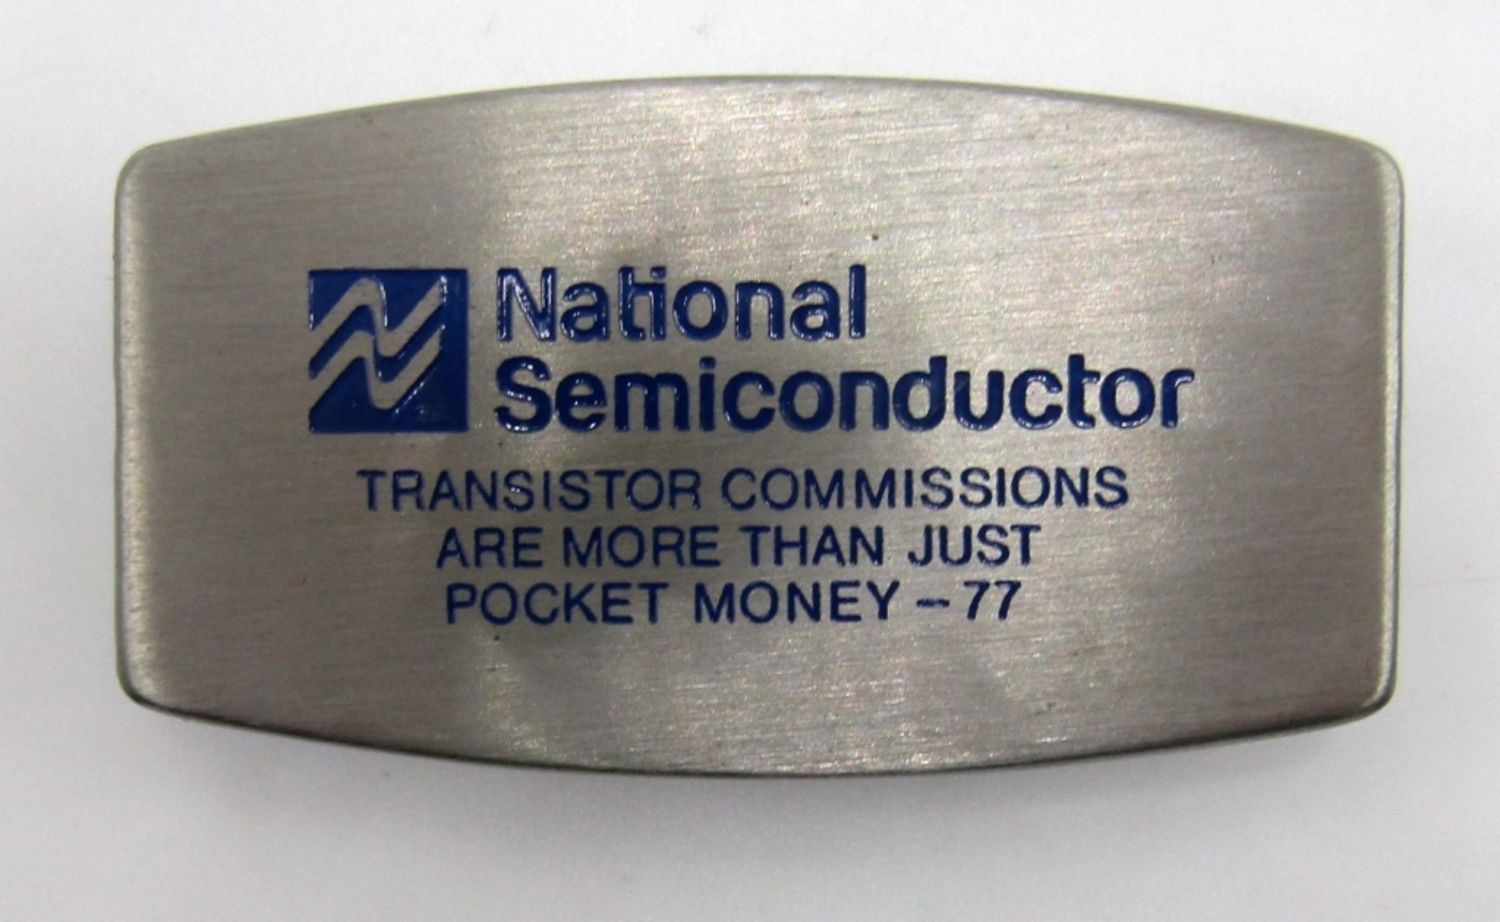 National
Semiconductor
TRANSISTOR COMMISSIONS
ARE MORE THAN JUST
POCKET MONEY – 77